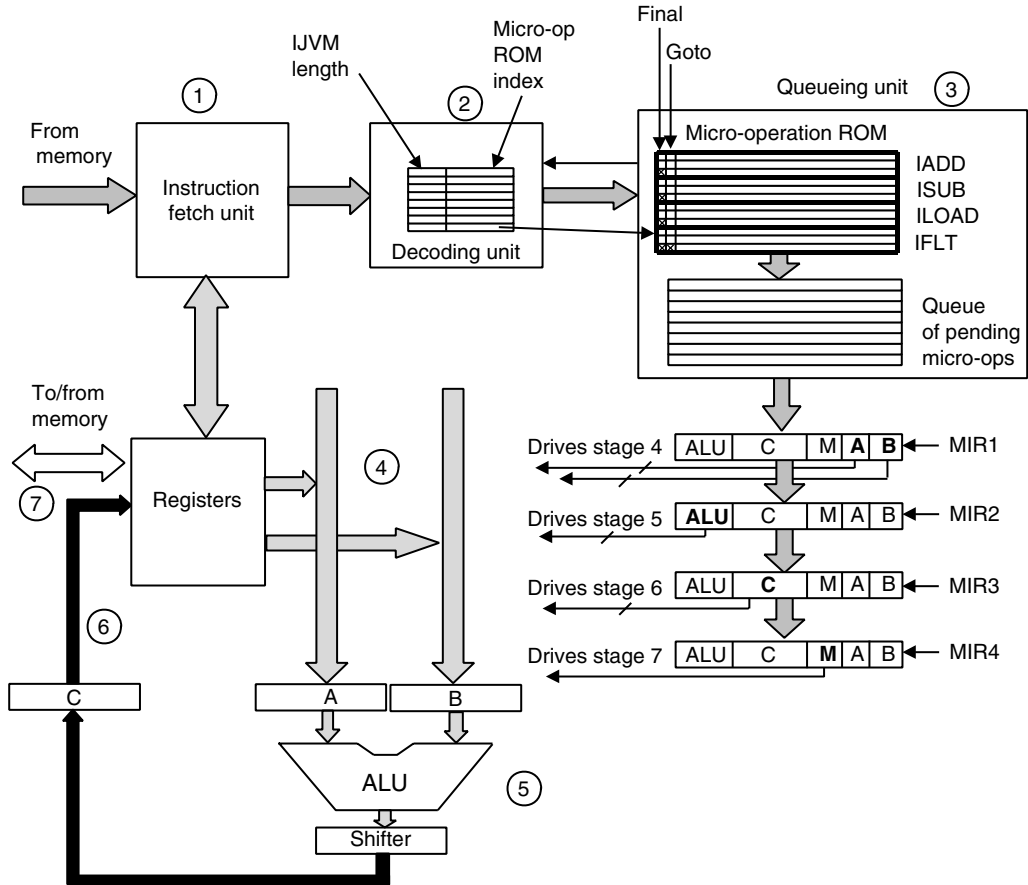 Final
Goto
IJVM
length
Micro-op
ROM
index
Queueing unit
3
1
2
From
memory
Instruction
fetch unit
Decoding unit
Micro-operation ROM
IADD
ISUB
ILOAD
IFLT
Queue
of pending
micro-ops
To/from
memory
7
Registers
4
Drives stage 4
ALU C M A B
MIR1
Drives stage 5
ALU C M A B
MIR2
Drives stage 6
ALU C M A B
MIR3
Drives stage 7
ALU C M A B
MIR4
6
C
A
B
ALU
5
Shifter